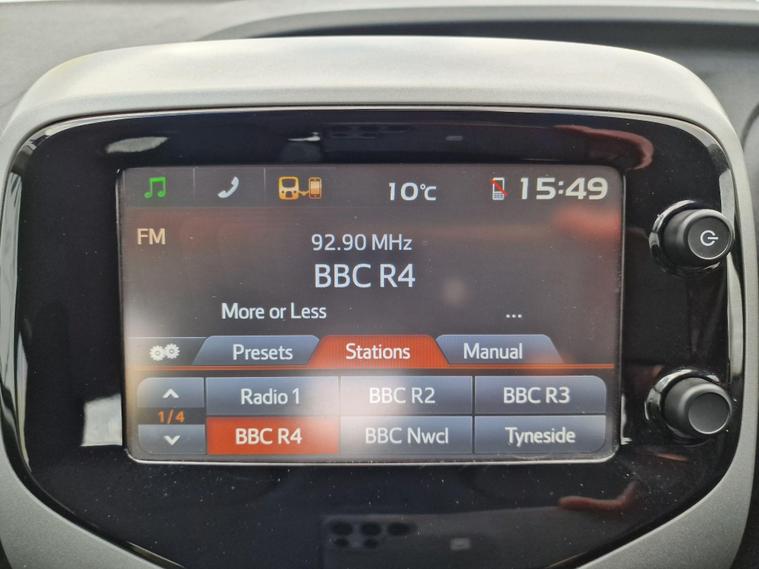 10°C 15:49
FM
92.90 MHz
BBC R4
More or Less ...
Presets Stations Manual
Radio 1 BBC R2 BBC R3
1/4
BBC R4 BBC Nwcl Tyneside